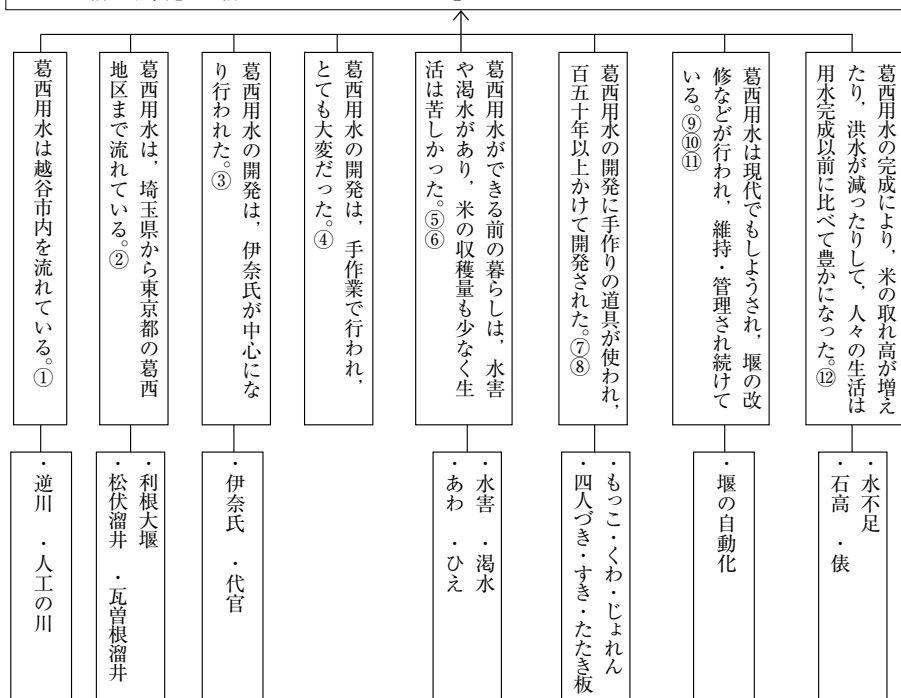 葛西用水の完成により，米の取れ高が増え
たり，洪水が減ったりして，人々の生活は
用水完成以前に比べて豊かになった。⑫
葛西用水は現代でもしようされ，堰の改
修などが行われ，維持・管理され続けて
いる。⑨⑩⑪
葛西用水の開発に手作りの道具が使われ，
百五十年以上かけて開発された。⑦⑧
葛西用水ができる前の暮らしは，水害
や渇水があり，米の収穫量も少なく生
活は苦しかった。⑤⑥
葛西用水の開発は，手作業で行われ，
とても大変だった。④
葛西用水の開発は，伊奈氏が中心にな
り行われた。③
葛西用水は，埼玉県から東京都の葛西
地区まで流れている。②
葛西用水は越谷市内を流れている。①
・水不足
・石高　・俵
・堰の自動化
・もっこ・くわ・じょれん
・四人づき・すき・たたき板
・水害　・渇水
・あわ　・ひえ
・伊奈氏　・代官
・利根大堰
・松伏溜井　・瓦曽根溜井
・逆川　・人工の川